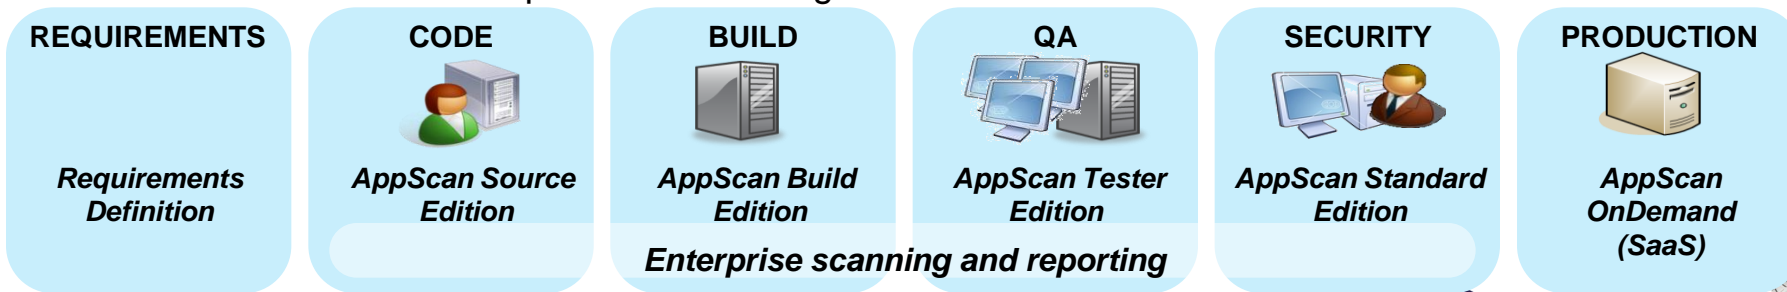 REQUIREMENTS
Requirements
Definition
CODE
AppScan Source
Edition
BUILD
AppScan Build
Edition
QA
AppScan Tester
Edition
SECURITY
AppScan Standard
Edition
PRODUCTION
AppScan
OnDemand
(SaaS)
Enterprise scanning and reporting